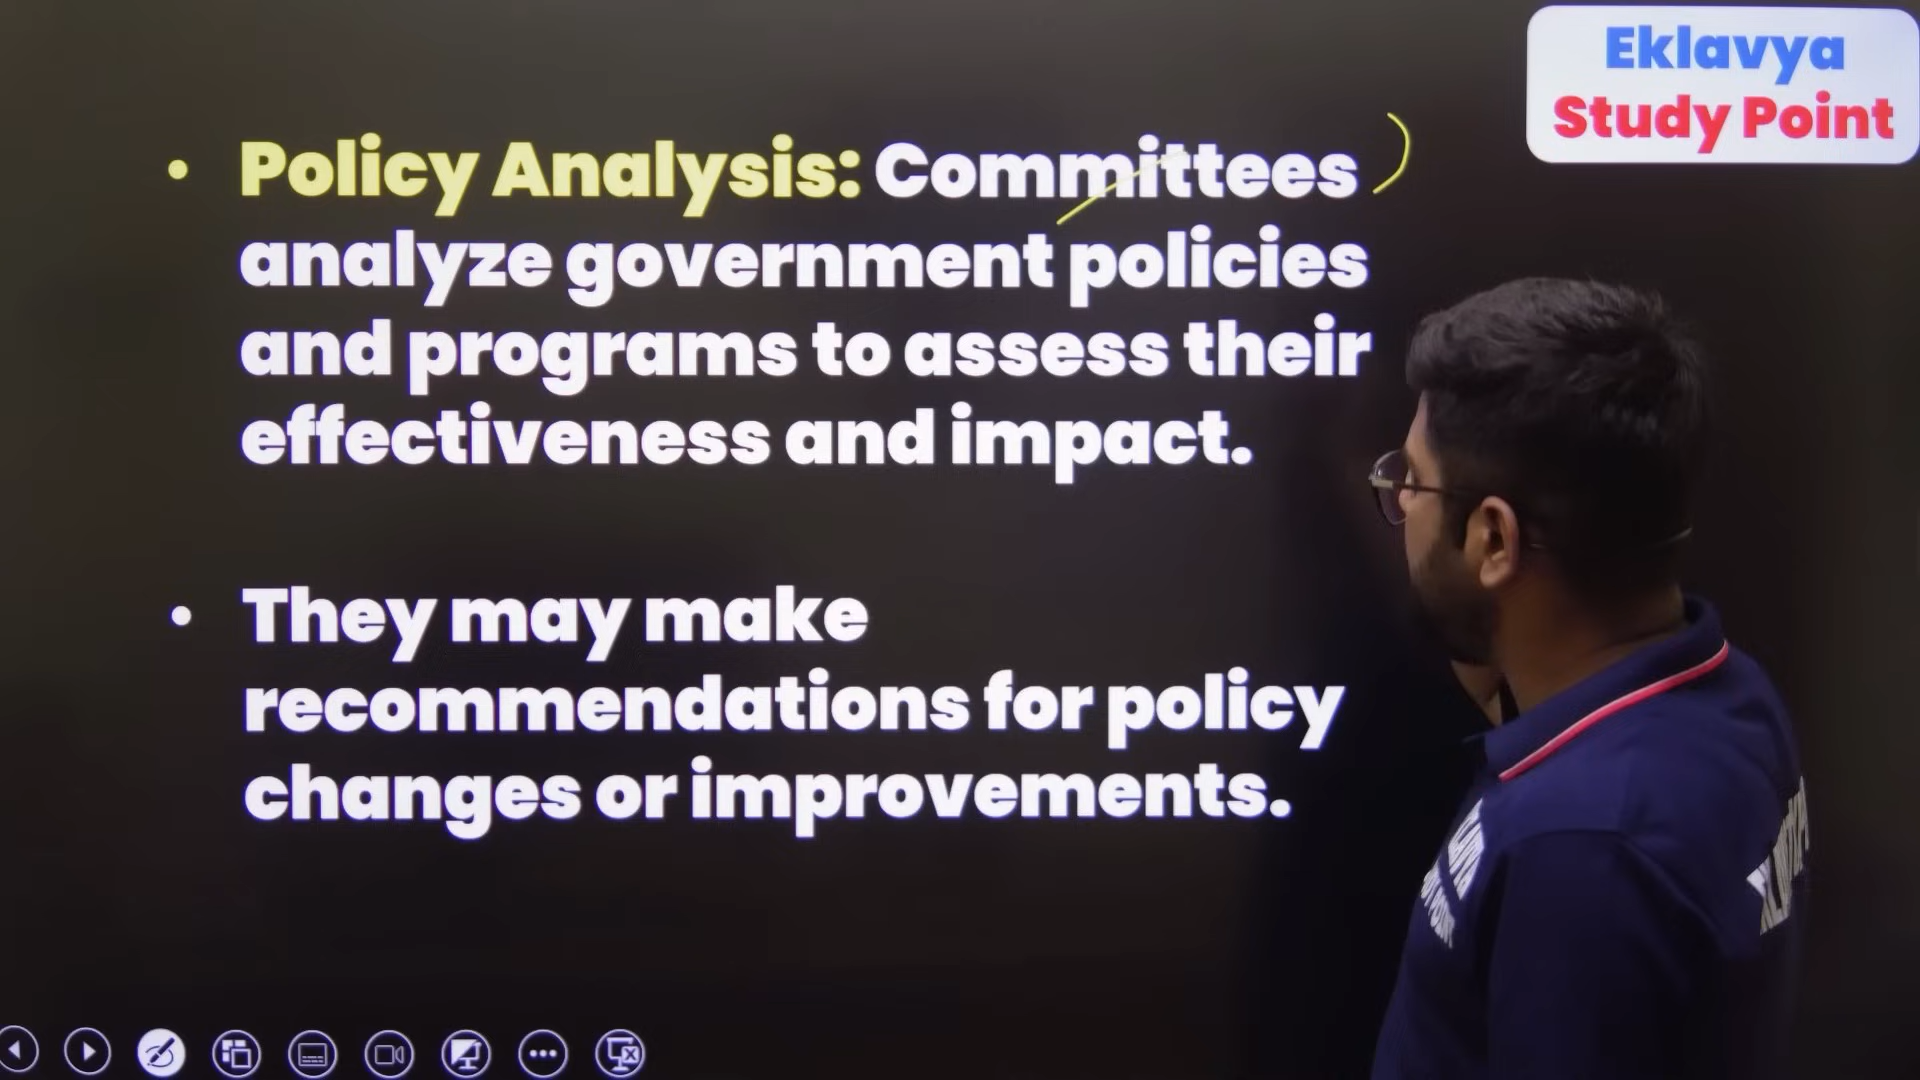 Eklavya
Study Point
• Policy Analysis: Committees
analyze government policies
and programs to assess their
effectiveness and impact.
• They may make
recommendations for policy
changes or improvements.